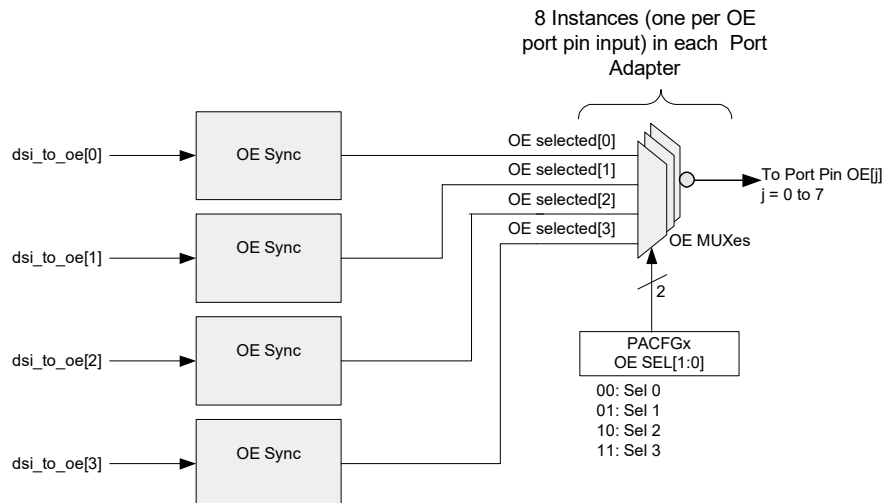 8 Instances (one per OE
port pin input) in each Port
Adapter
dsi_to_oe[0]
OE Sync
OE selected[0]
OE selected[1]
OE selected[2]
OE selected[3]
To Port Pin OE[j]
j = 0 to 7
OE MUXes
dsi_to_oe[1]
OE Sync
2
dsi_to_oe[2]
OE Sync
PACFGx
OE SEL[1:0]
00: Sel 0
01: Sel 1
10: Sel 2
11: Sel 3
dsi_to_oe[3]
OE Sync